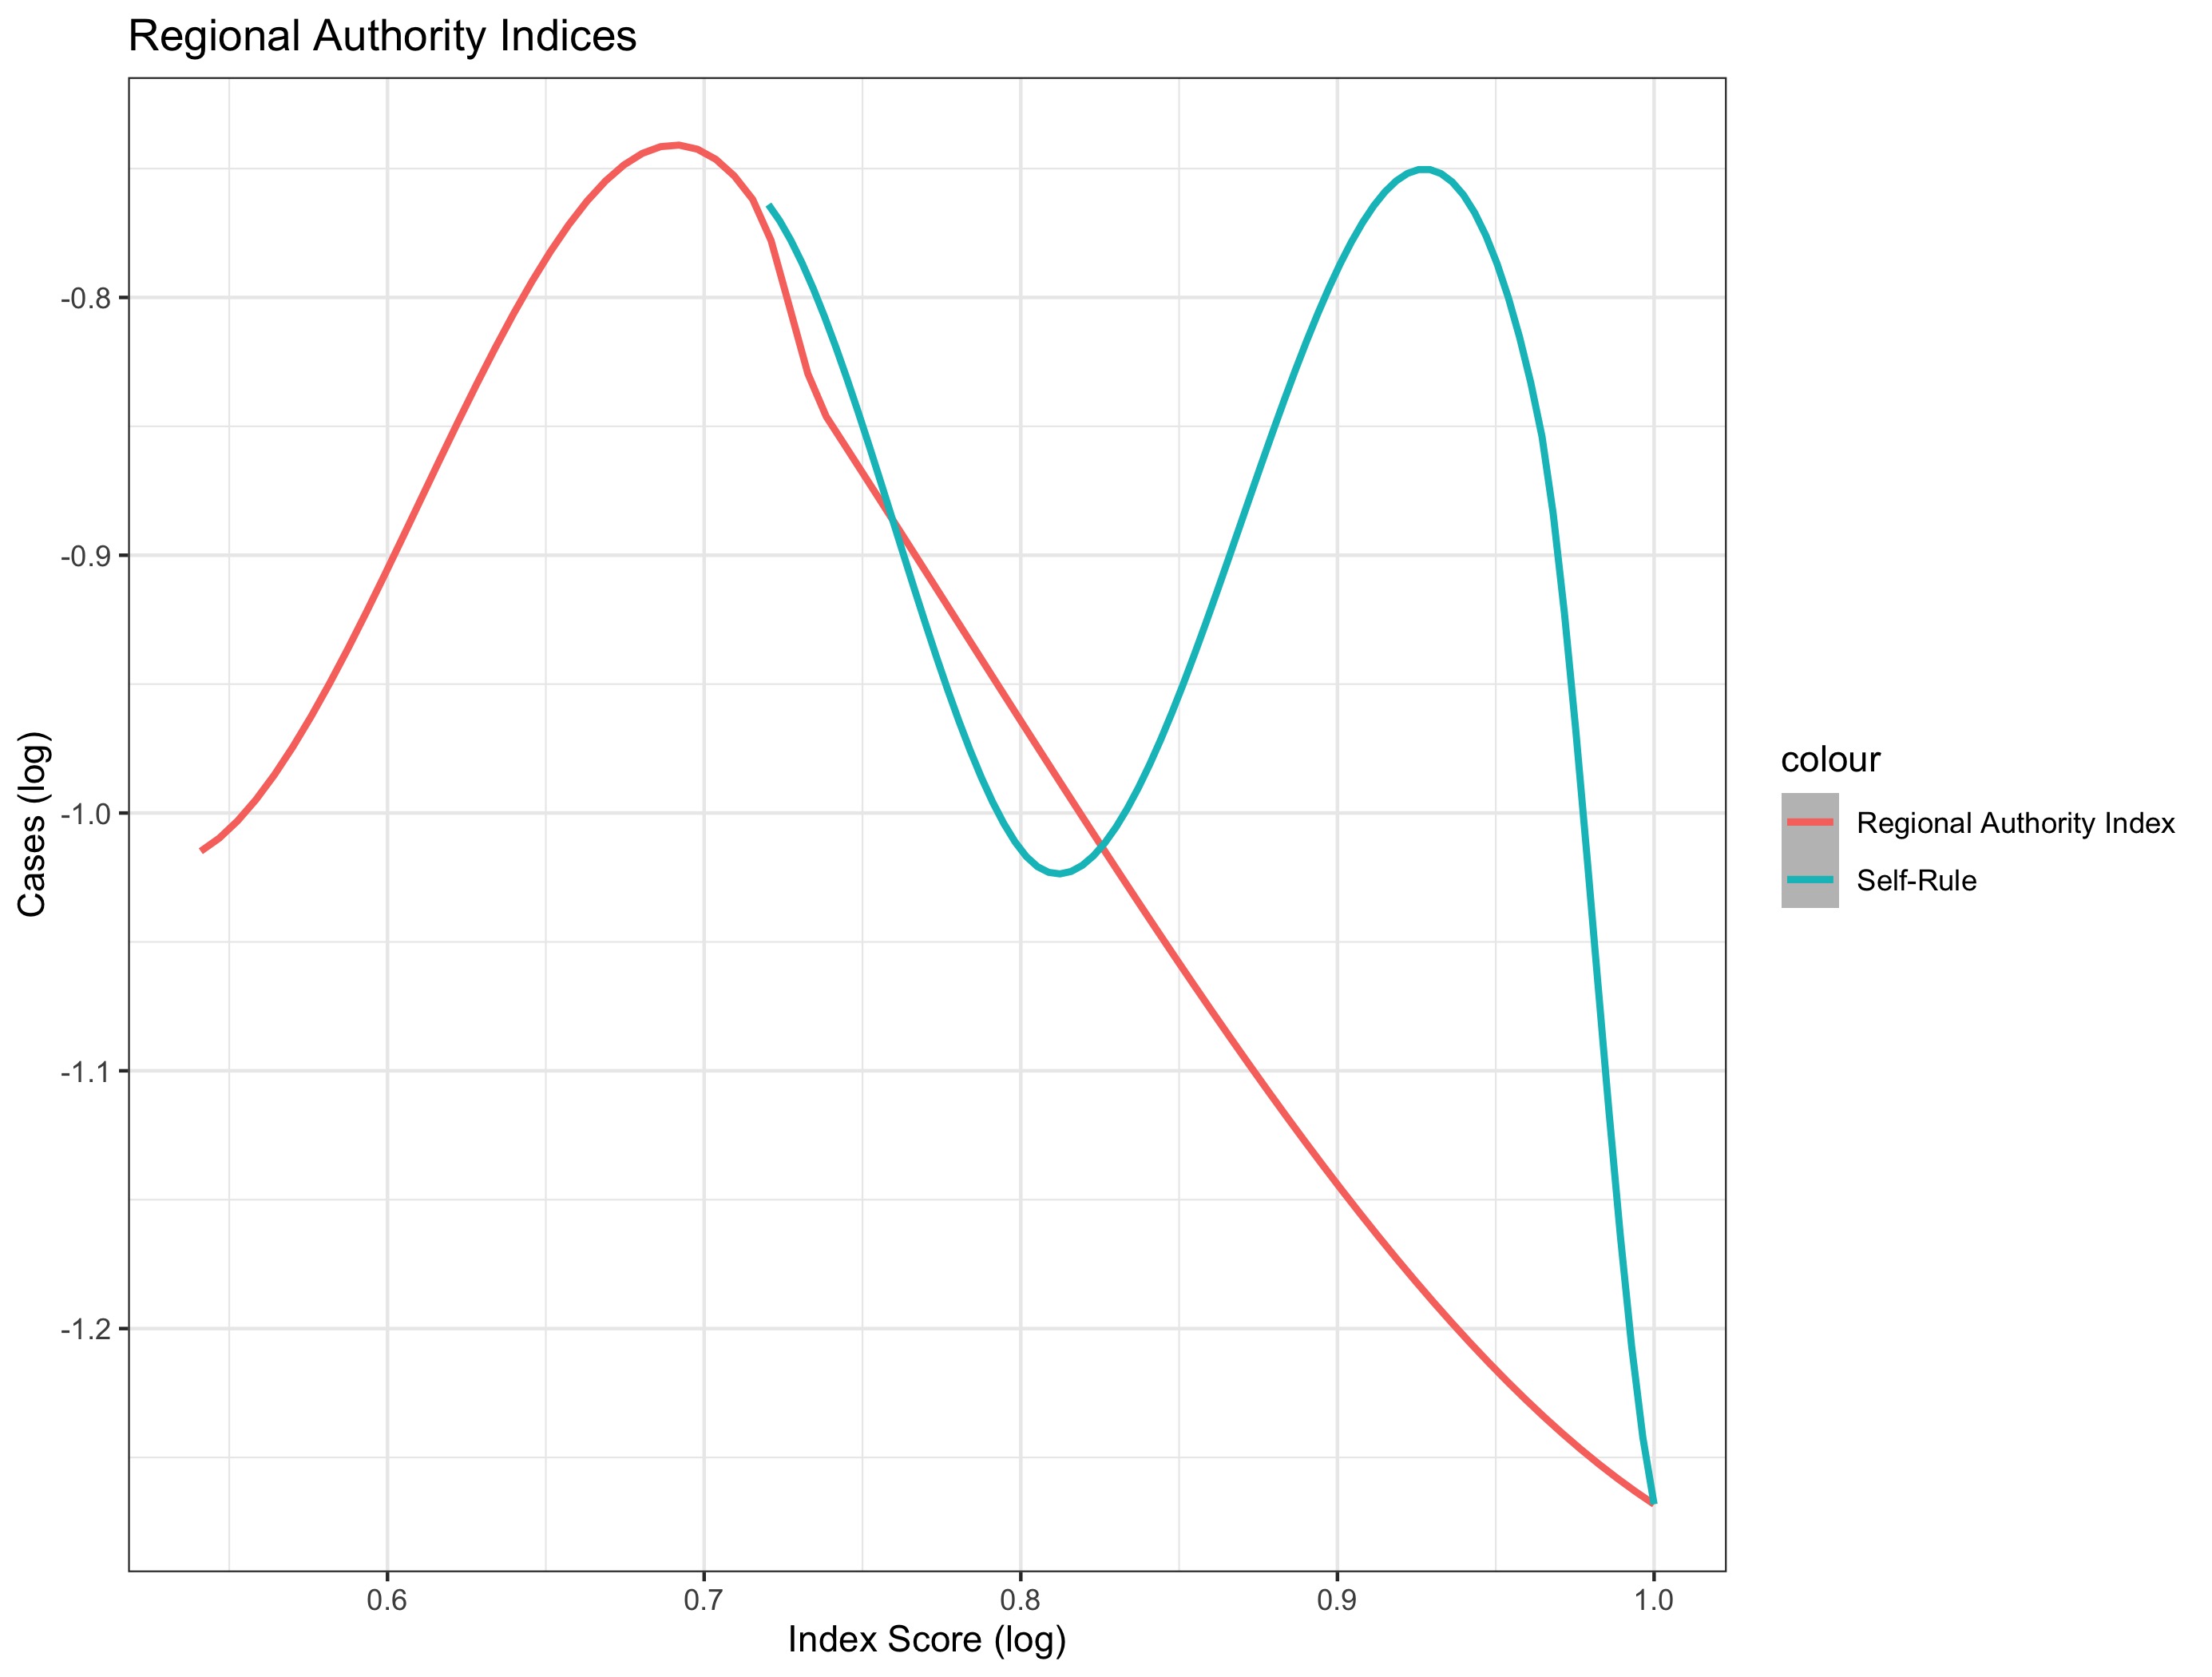 Regional Authority Indices
Cases (log)
-0.8
-0.9
-1.0
-1.1
-1.2
0.6 0.7 0.8 0.9 1.0
Index Score (log)
colour
Regional Authority Index
Self-Rule